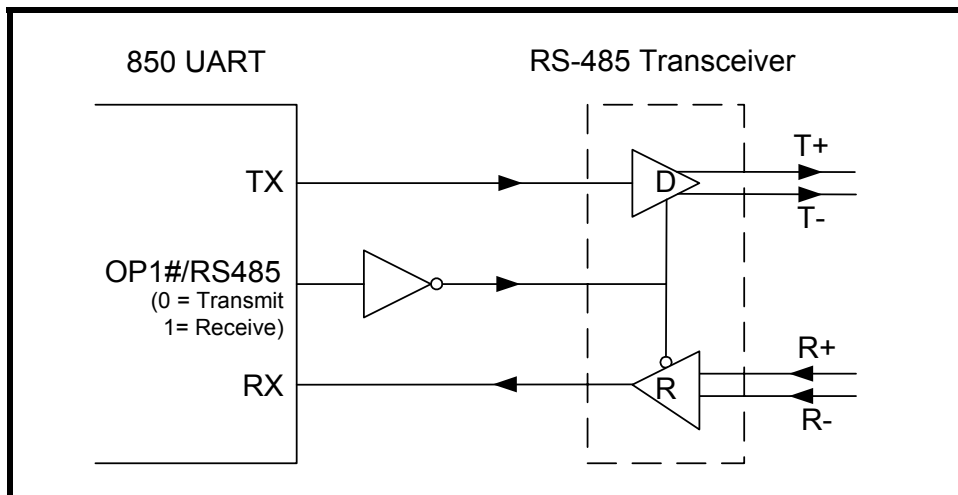 850 UART
RS-485 Transceiver
TX
D
T+
T-
OP1#/RS485
(0 = Transmit
1= Receive)
RX
R
R+
R-